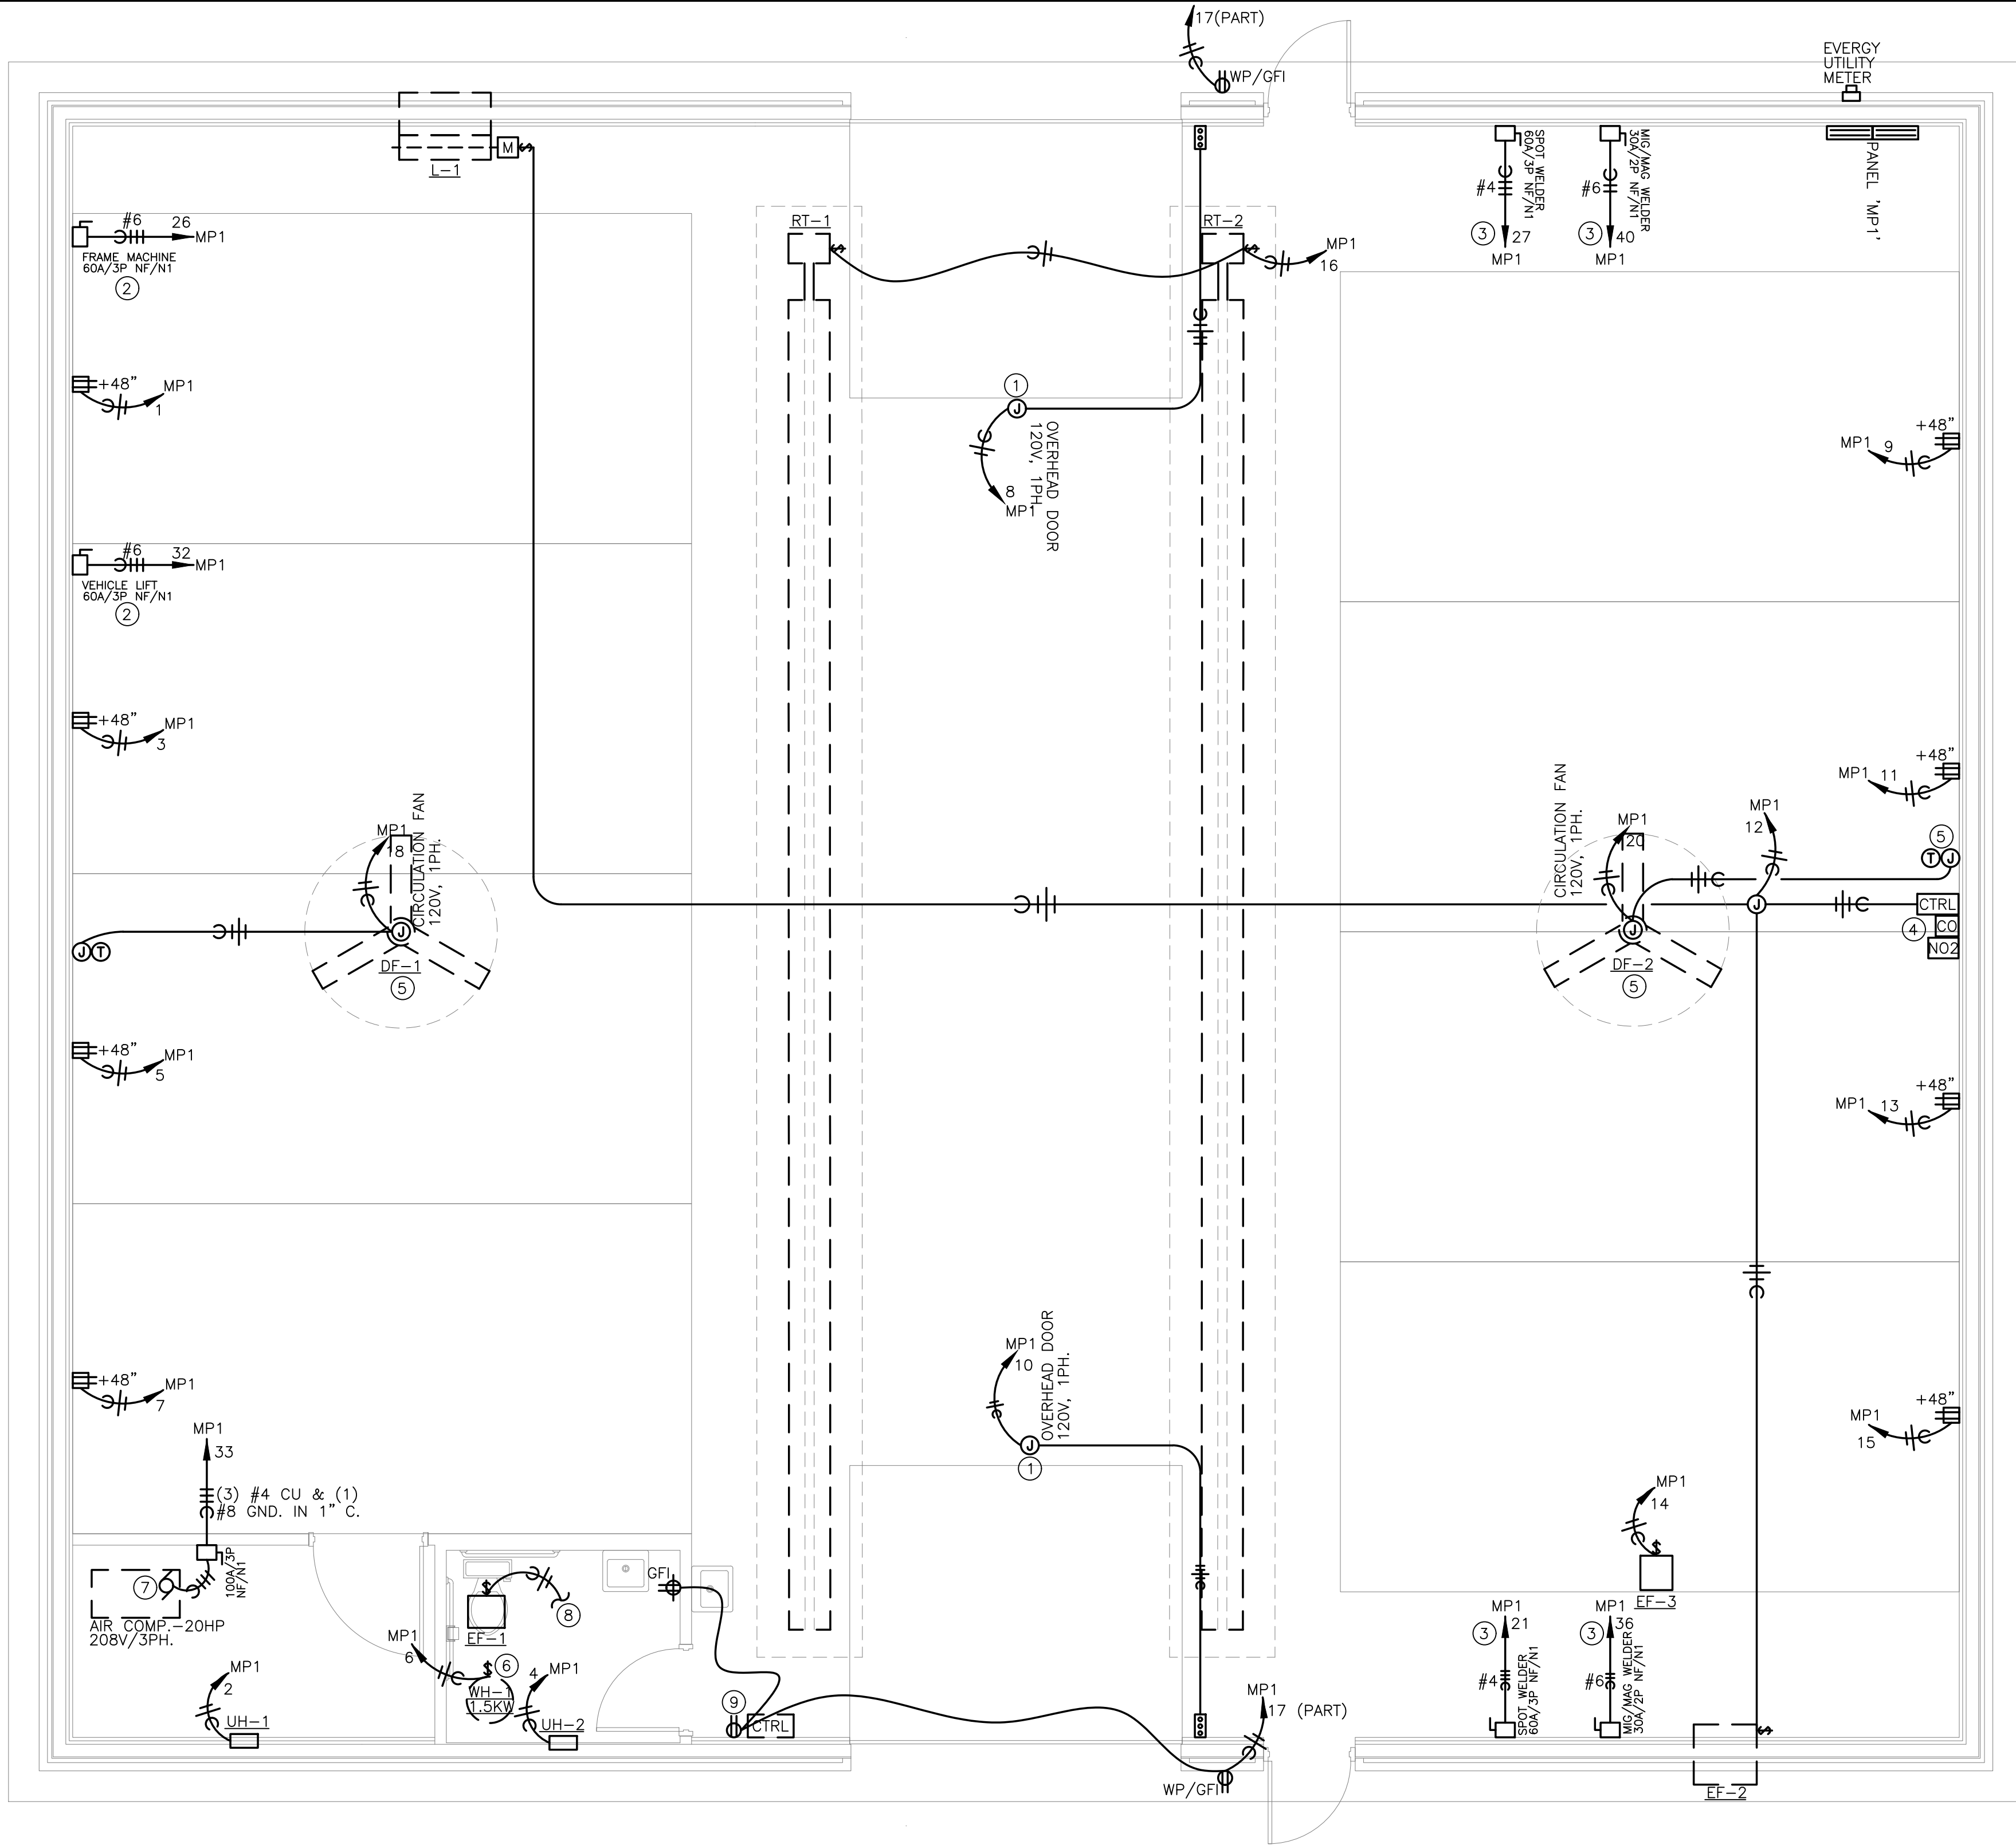 17(PART)
WP/GFI
EVERGY
UTILITY
METER
M
$
L-1
SPOT WELDER
60A/3P NF/N1
#4
3
27
MP1
MIG/MAG WELDER
30A/2P NF/N1
#6
3
40
MP1
PANEL 'MP1'
#6
26
MP1
FRAME MACHINE
60A/3P NF/N1
2
RT-1
$
RT-2
$
MP1
16
+48"
MP1
1
1
J
OVERHEAD DOOR
120V, 1PH.
8
MP1
+48"
MP1
9
#6
32
MP1
VEHICLE LIFT
60A/3P NF/N1
2
+48"
MP1
3
+48"
MP1
11
MP1
18
CIRCULATION FAN
120V, 1PH.
J
DF-1
5
J
T
CIRCULATION FAN
120V, 1PH.
MP1
20
J
DF-2
5
MP1
12
J
5
T
J
CTRL
4
CO
NO2
+48"
MP1
5
+48"
MP1
13
MP1
10
OVERHEAD DOOR
120V, 1PH.
J
1
+48"
MP1
7
+48"
MP1
15
MP1
33
(3) #4 CU & (1)
#8 GND. IN 1" C.
100A/3P
NF/N1
7
AIR COMP.-20HP
208V/3PH.
MP1
14
$
EF-3
$
EF-1
8
GFI
MP1
6
$
6
WH-1
1.5KW
4
MP1
UH-2
MP1
2
UH-1
9
CTRL
MP1
17 (PART)
WP/GFI
MP1
3
21
#4
SPOT WELDER
60A/3P NF/N1
MP1
3
36
#6
MIG/MAG WELDER
30A/2P NF/N1
$
EF-2